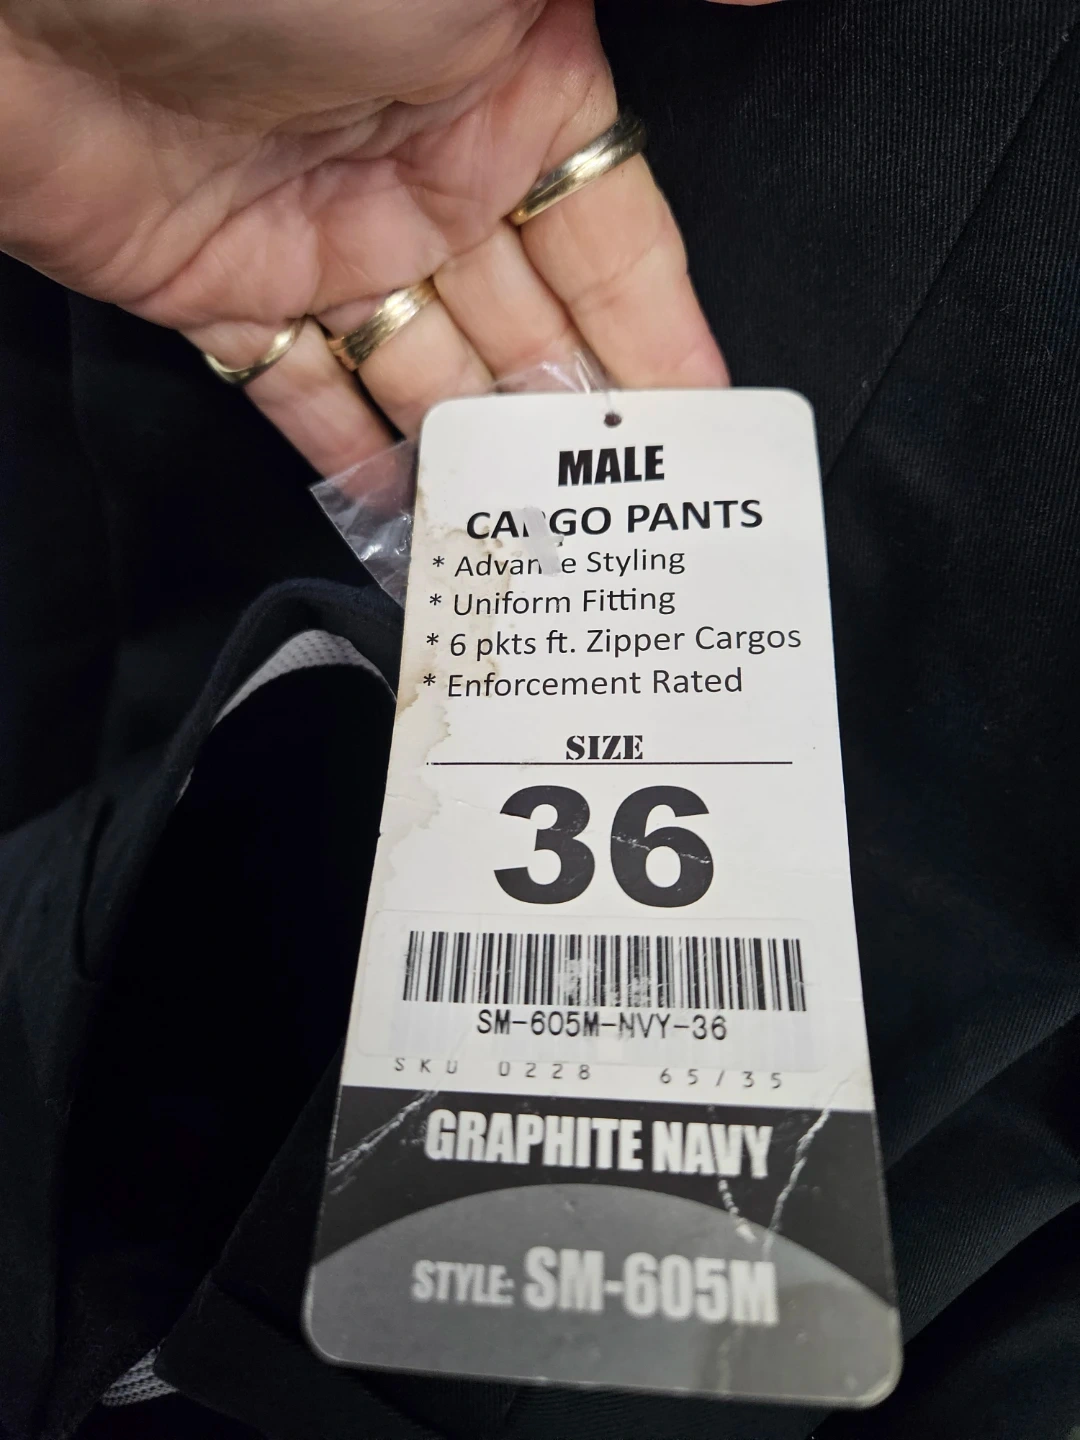 MALE
CARGO PANTS
* Advance Styling
* Uniform Fitting
* 6 pkts ft. Zipper Cargos
* Enforcement Rated
SIZE
36
SM-605M-NVY-36
SKU 0228 65/35
GRAPHITE NAVY
STYLE: SM-605M